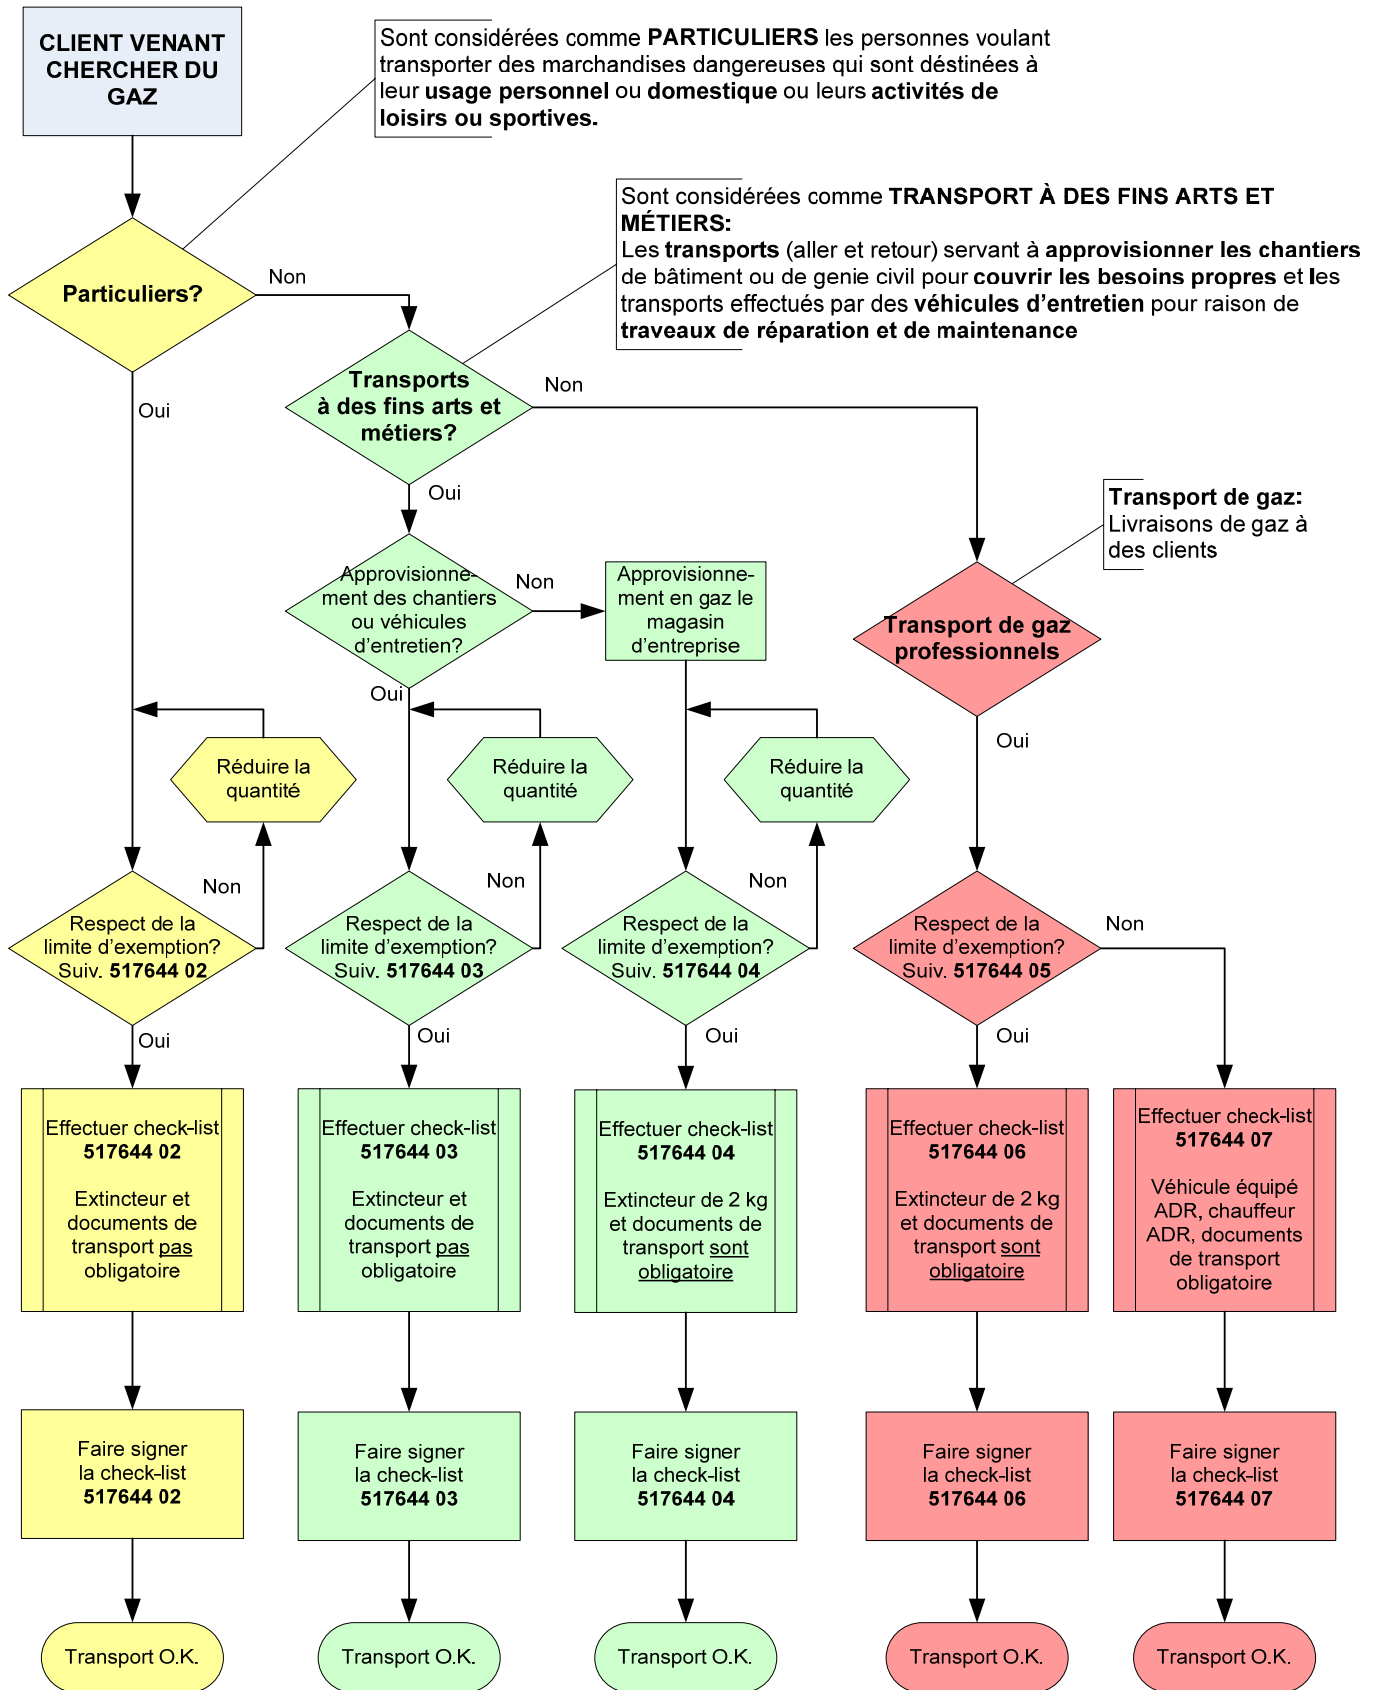 CLIENT VENANT
CHERCHER DU
GAZ
Sont considérées comme PARTICULIERS les personnes voulant
transporter des marchandises dangereuses qui sont déstinées à
leur usage personnel ou domestique ou leurs activités de
loisirs ou sportives.
Sont considérées comme TRANSPORT À DES FINS ARTS ET
MÉTIERS:
Les transports (aller et retour) servant à approvisionner les chantiers
de bâtiment ou de genie civil pour couvrir les besoins propres et les
transports effectués par des véhicules d'entretien pour raison de
traveaux de réparation et de maintenance
Particuliers?
Non
Oui
Transports
à des fins arts et
métiers?
Non
Oui
Transport de gaz:
Livraisons de gaz à
des clients
Approvisionne-
ment des chantiers
ou véhicules
d'entretien?
Non
Oui
Approvisionne-
ment en gaz le
magasin
d'entreprise
Transport de gaz
professionnels
Oui
Réduire la
quantité
Réduire la
quantité
Réduire la
quantité
Non
Non
Non
Non
Respect de la
limite d'exemption?
Suiv. 517644 02
Respect de la
limite d'exemption?
Suiv. 517644 03
Respect de la
limite d'exemption?
Suiv. 517644 04
Respect de la
limite d'exemption?
Suiv. 517644 05
Oui
Oui
Oui
Oui
Effectuer check-list
517644 02
Extincteur et
documents de
transport pas
obligatoire
Effectuer check-list
517644 03
Extincteur et
documents de
transport pas
obligatoire
Effectuer check-list
517644 04
Extincteur de 2 kg
et documents de
transport sont
obligatoire
Effectuer check-list
517644 06
Extincteur de 2 kg
et documents de
transport sont
obligatoire
Effectuer check-list
517644 07
Véhicule équipé
ADR, chauffeur
ADR, documents
de transport
obligatoire
Faire signer
la check-list
517644 02
Faire signer
la check-list
517644 03
Faire signer
la check-list
517644 04
Faire signer
la check-list
517644 06
Faire signer
la check-list
517644 07
Transport O.K.
Transport O.K.
Transport O.K.
Transport O.K.
Transport O.K.